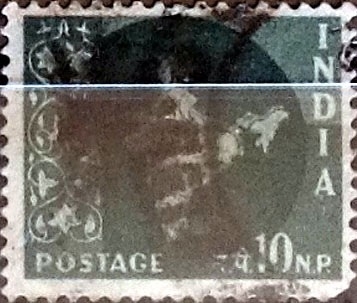 INDIA
POSTAGE
न.पै. 10 N.P.